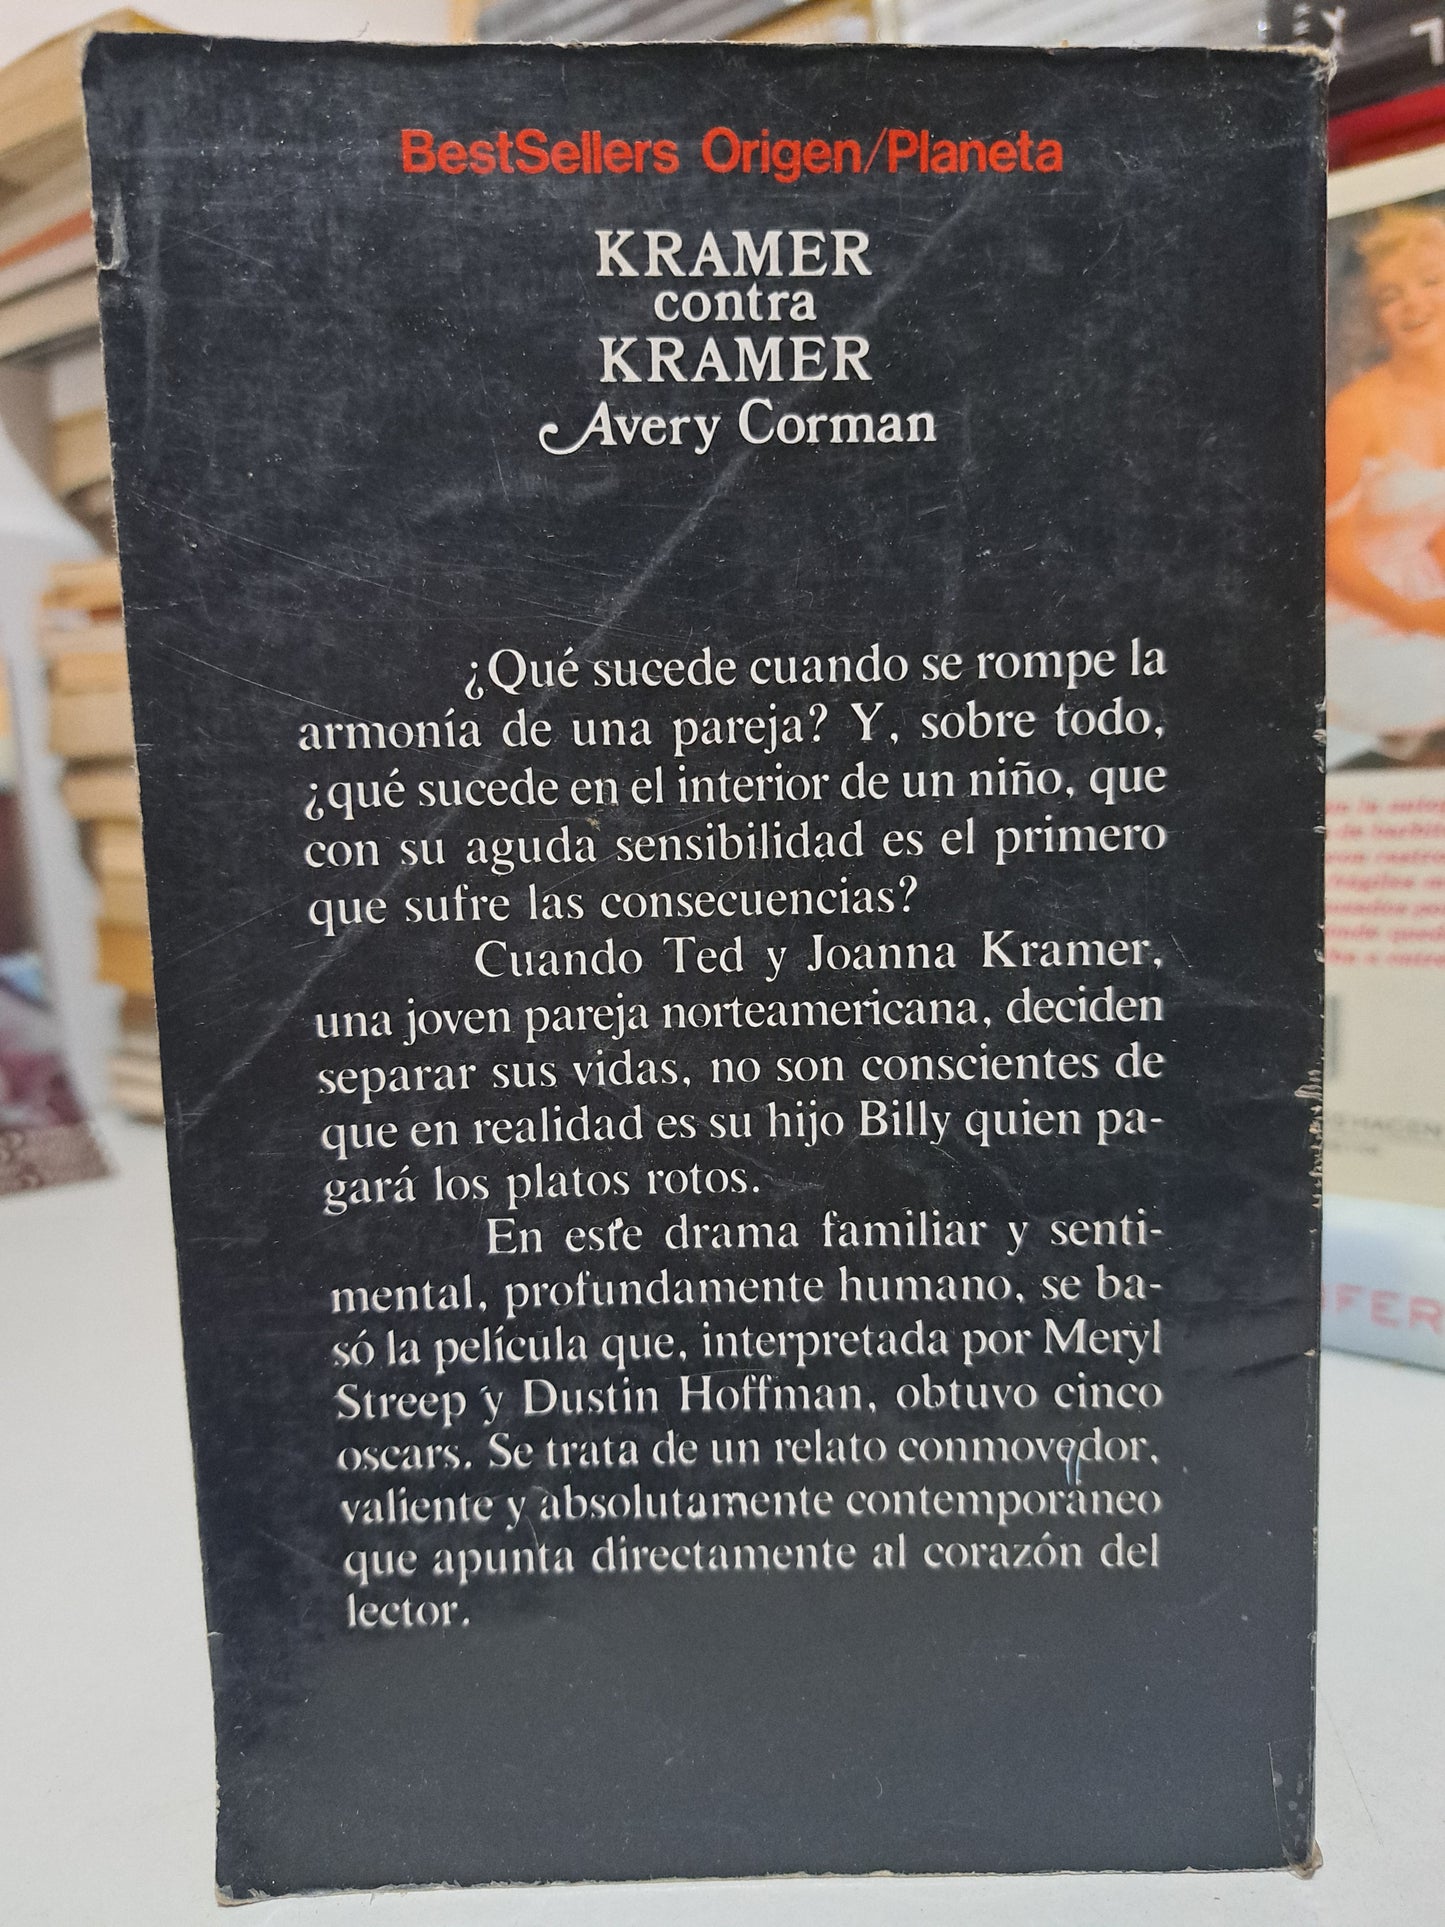 BestSellers Origen/Planeta
KRAMER
contra
KRAMER
Avery Corman
¿Qué sucede cuando se rompe la
armonía de una pareja? Y, sobre todo,
¿qué sucede en el interior de un niño, que
con su aguda sensibilidad es el primero
que sufre las consecuencias?
Cuando Ted y Joanna Kramer,
una joven pareja norteamericana, deciden
separar sus vidas, no son conscientes de
que en realidad es su hijo Billy quien pa-
gará los platos rotos.
En este drama familiar y senti-
mental, profundamente humano, se ba-
só la película que, interpretada por Meryl
Streep y Dustin Hoffman, obtuvo cinco
oscars. Se trata de un relato conmovedor,
valiente y absolutamente contemporáneo
que apunta directamente al corazón del
lector.